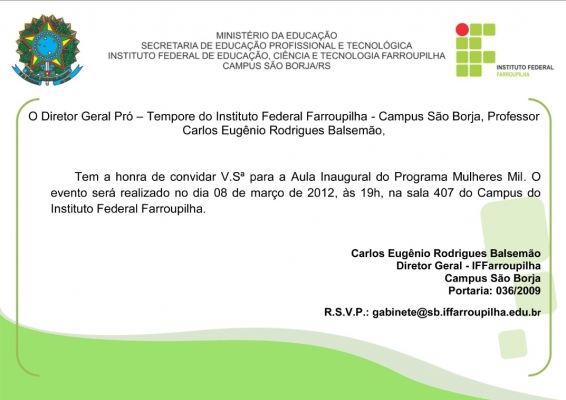 MINISTÉRIO DA EDUCAÇÃO
SECRETARIA DE EDUCAÇÃO PROFISSIONAL E TECNOLÓGICA
INSTITUTO FEDERAL DE EDUCAÇÃO, CIÊNCIA E TECNOLOGIA FARROUPILHA
CAMPUS SÃO BORJA/RS
INSTITUTO FEDERAL
FARROUPILHA
O Diretor Geral Pró – Tempore do Instituto Federal Farroupilha - Campus São Borja, Professor
Carlos Eugênio Rodrigues Balsemão,
Tem a honra de convidar V.Sª para a Aula Inaugural do Programa Mulheres Mil. O
evento será realizado no dia 08 de março de 2012, às 19h, na sala 407 do Campus do
Instituto Federal Farroupilha.
Carlos Eugênio Rodrigues Balsemão
Diretor Geral - IFFarroupilha
Campus São Borja
Portaria: 036/2009
R.S.V.P.: gabinete@sb.iffarroupilha.edu.br